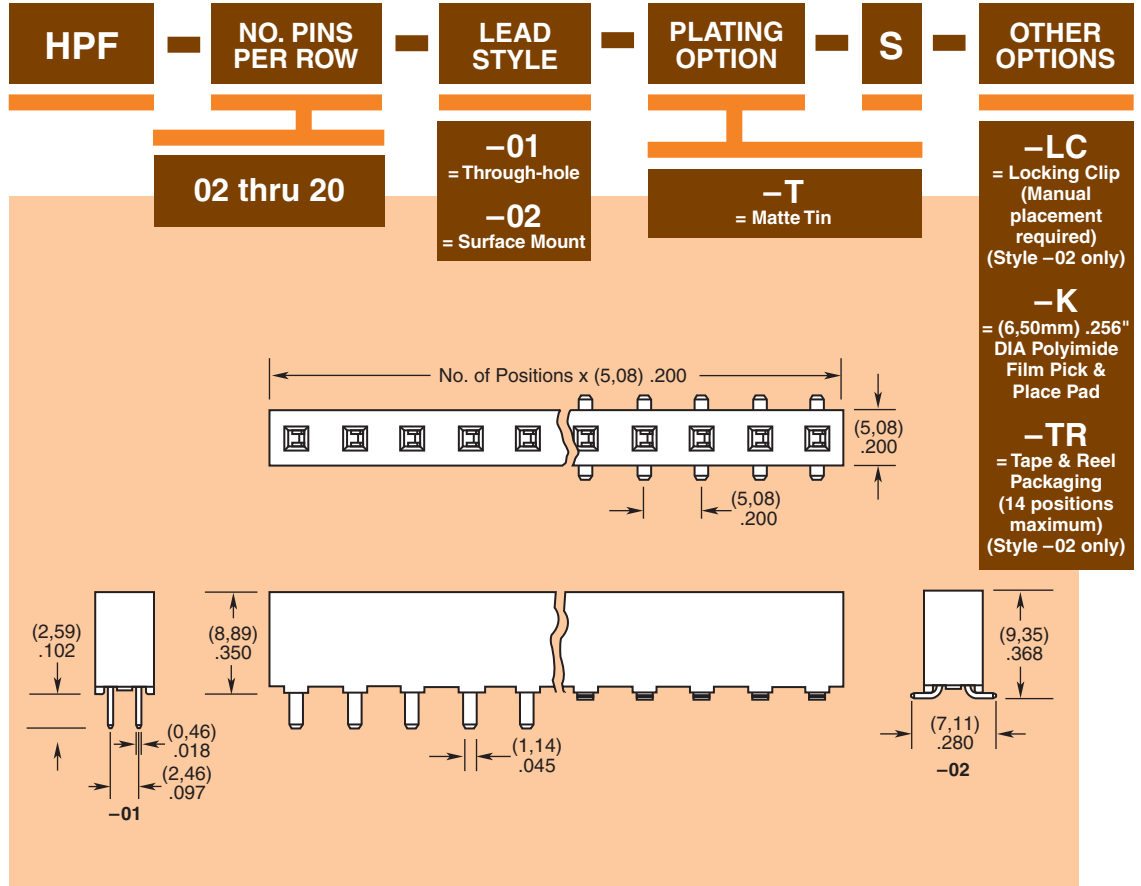 HPF
NO. PINS
PER ROW
LEAD
STYLE
PLATING
OPTION
S
OTHER
OPTIONS
02 thru 20
–01
= Through-hole
–02
= Surface Mount
–T
= Matte Tin
–LC
= Locking Clip
(Manual
placement
required)
(Style –02 only)
–K
= (6,50mm) .256"
DIA Polyimide
Film Pick &
Place Pad
–TR
= Tape & Reel
Packaging
(14 positions
maximum)
(Style –02 only)
No. of Positions x (5,08) .200
(5,08)
.200
(5,08)
.200
(2,59)
.102
(0,46)
.018
(2,46)
.097
–01
(8,89)
.350
(1,14)
.045
(9,35)
.368
(7,11)
.280
–02